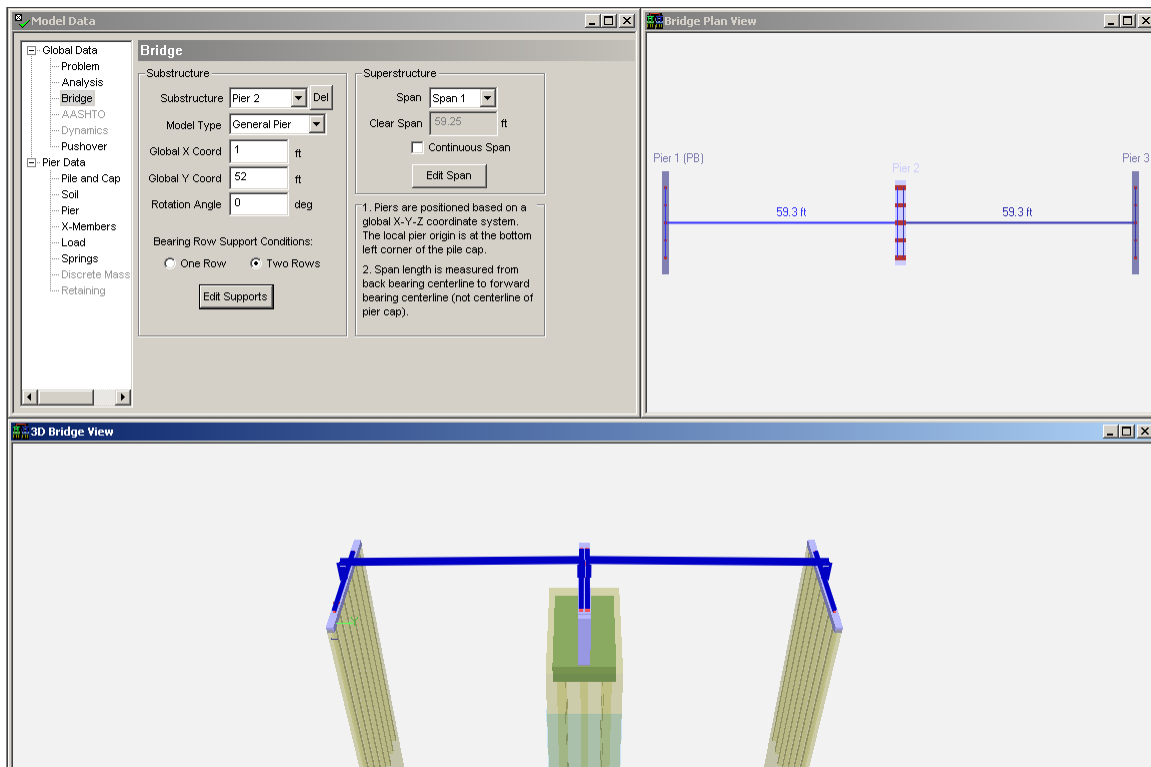 Model Data
Global Data
Problem
Analysis
Bridge
AASHTO
Dynamics
Pushover
Pier Data
Pile and Cap
Soil
Pier
X-Members
Load
Springs
Discrete Mass
Retaining
Bridge
Substructure
Substructure Pier 2 Del
Model Type General Pier
Global X Coord 1 ft
Global Y Coord 52 ft
Rotation Angle 0 deg
Bearing Row Support Conditions:
One Row Two Rows
Edit Supports
Superstructure
Span Span 1
Clear Span 59.25 ft
Continuous Span
Edit Span
1. Piers are positioned based on a
global X-Y-Z coordinate system.
The local pier origin is at the bottom
left corner of the pile cap.
2. Span length is measured from
back bearing centerline to forward
bearing centerline (not centerline of
pier cap).
Bridge Plan View
Pier 1 (PB) Pier 2 Pier 3
59.3 ft 59.3 ft
3D Bridge View